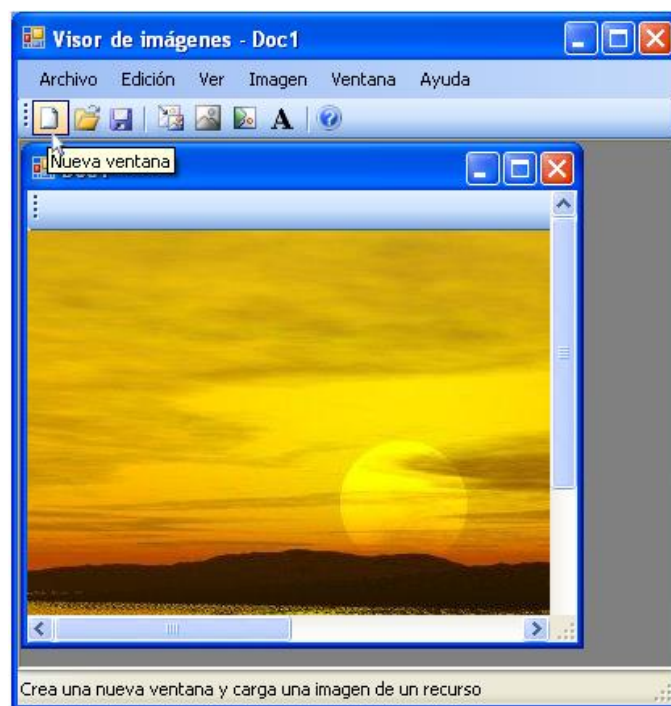 Visor de imágenes - Doc1
Archivo Edición Ver Imagen Ventana Ayuda
A
Nueva ventana
Crea una nueva ventana y carga una imagen de un recurso